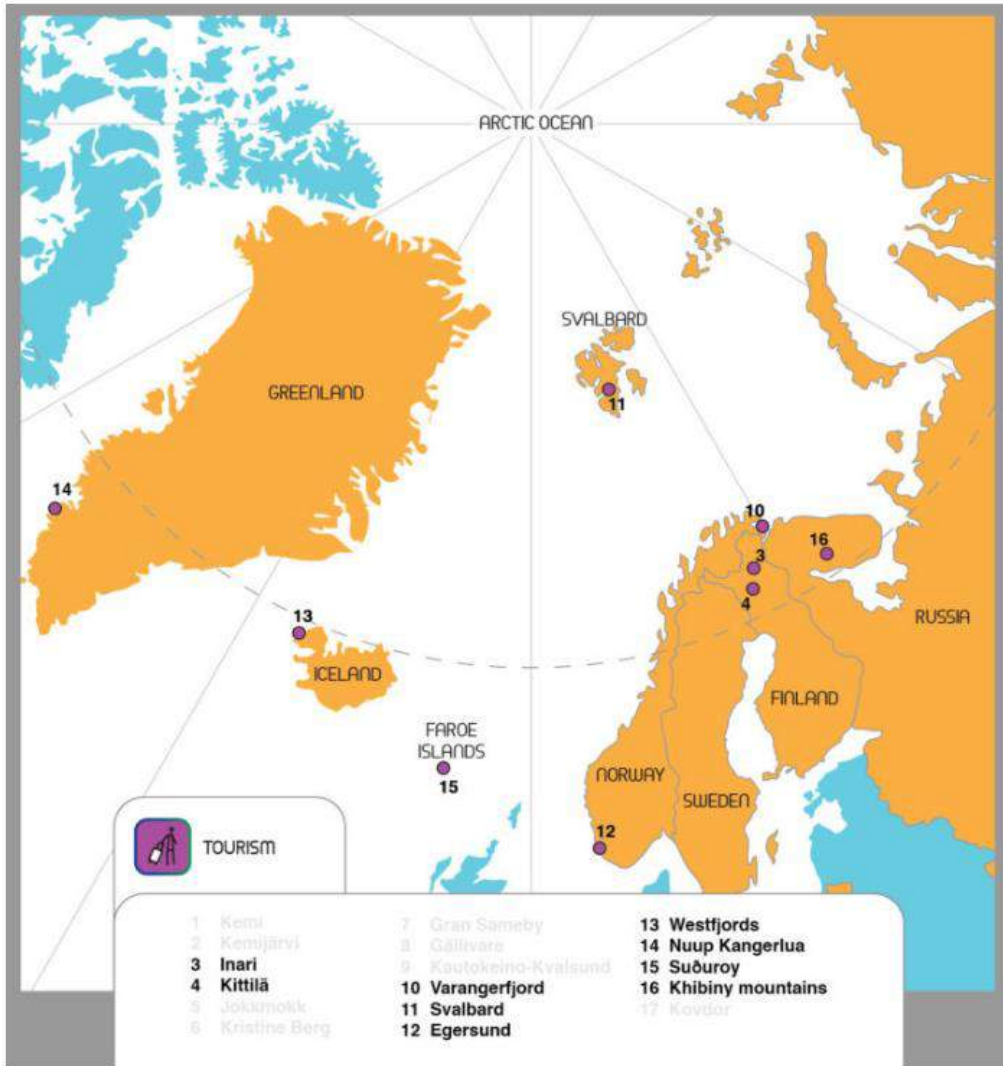 ARCTIC OCEAN
SVALBARD
11
GREENLAND
14
10
16
3
4
RUSSIA
13
ICELAND
FINLAND
FAROE
ISLANDS
15
NORWAY
SWEDEN
12
TOURISM
1 Kemi
2 Kemijärvi
3 Inari
4 Kittilä
5 Jokkmokk
6 Kristine Berg
7 Gran Sameby
8 Gällivare
9 Koutokeino-Kvalsund
10 Varangerfjord
11 Svalbard
12 Egersund
13 Westfjords
14 Nuup Kangerlua
15 Suðuroy
16 Khibiny mountains
17 Kovdor